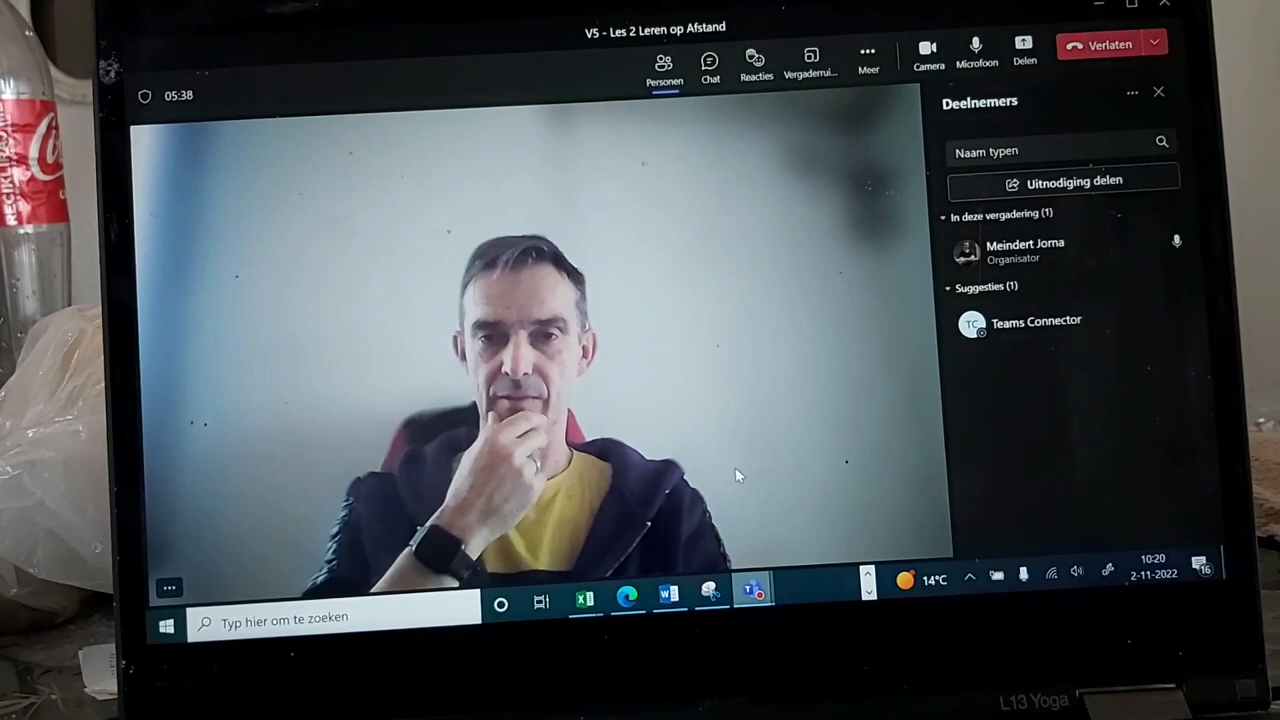 V5 - Les 2 Leren op Afstand
05:38
Personen
Chat
Reacties
Vergaderrui...
Meer
Camera
Microfoon
Delen
Verlaten
Deelnemers
Naam typen
Uitnodiging delen
In deze vergadering (1)
Meindert Jorna
Organisator
Suggesties (1)
TC
Teams Connector
Typ hier om te zoeken
14°C
10:20
2-11-2022
16
L13 Yoga